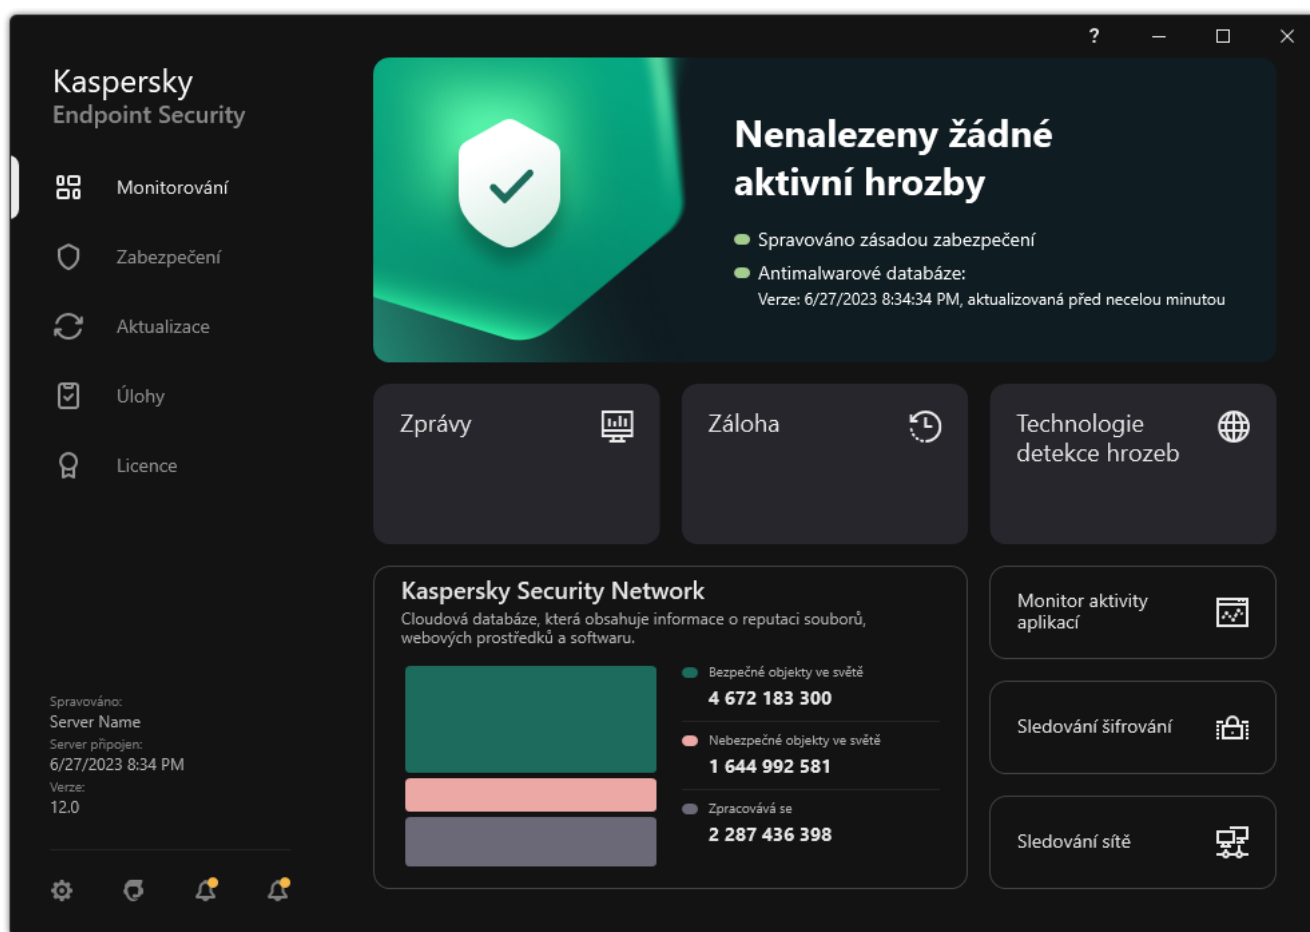 ?
Kaspersky
Endpoint Security
Monitorování
Zabezpečení
Aktualizace
Úlohy
Licence
Spravováno:
Server Name
Server připojen:
6/27/2023 8:34 PM
Verze:
12.0
Nenalezeny žádné
aktivní hrozby
Spravováno zásadou zabezpečení
Antimalwarové databáze:
Verze: 6/27/2023 8:34:34 PM, aktualizovaná před necelou minutou
Zprávy
Záloha
Technologie
detekce hrozeb
Kaspersky Security Network
Cloudová databáze, která obsahuje informace o reputaci souborů,
webových prostředků a softwaru.
Bezpečné objekty ve světě
4 672 183 300
Nebezpečné objekty ve světě
1 644 992 581
Zpracovává se
2 287 436 398
Monitor aktivity
aplikací
Sledování šifrování
Sledování sítě